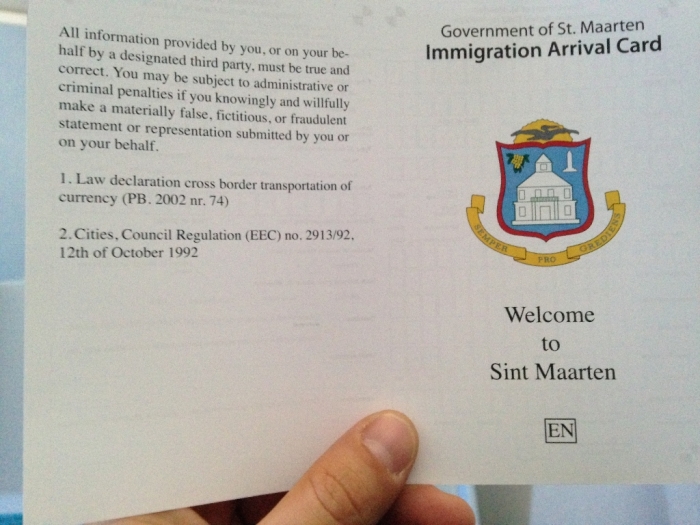 All information provided by you, or on your be-
half by a designated third party, must be true and
correct. You may be subject to administrative or
criminal penalties if you knowingly and willfully
make a materially false, fictitious, or fraudulent
statement or representation submitted by you or
on your behalf.
1. Law declaration cross border transportation of
currency (PB. 2002 nr. 74)
2. Cities, Council Regulation (EEC) no. 2913/92,
12th of October 1992
Government of St. Maarten
Immigration Arrival Card
SEMPER PRO GREDIENS
Welcome
to
Sint Maarten
EN